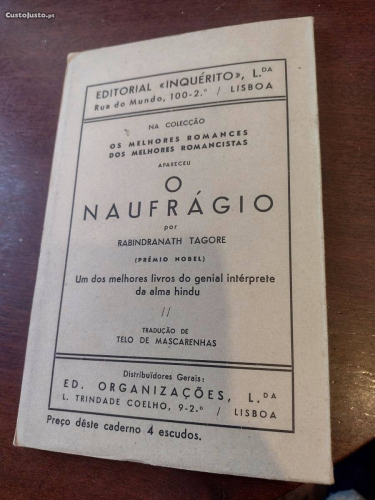 CustoJusto.pt
EDITORIAL «INQUÉRITO», L.DA
Rua do Mundo, 100-2.º / LISBOA
NA COLECÇÃO
OS MELHORES ROMANCES
DOS MELHORES ROMANCISTAS
APARECEU
O
NAUFRÁGIO
por
RABINDRANATH TAGORE
(PRÉMIO NOBEL)
Um dos melhores livros do genial intérprete
da alma hindu
//
TRADUÇÃO DE
TELO DE MASCARENHAS
Distribuïdores Gerais:
ED. ORGANIZAÇÕES, L.DA
L. TRINDADE COELHO, 9-2.º / LISBOA
Preço dêste caderno 4 escudos.